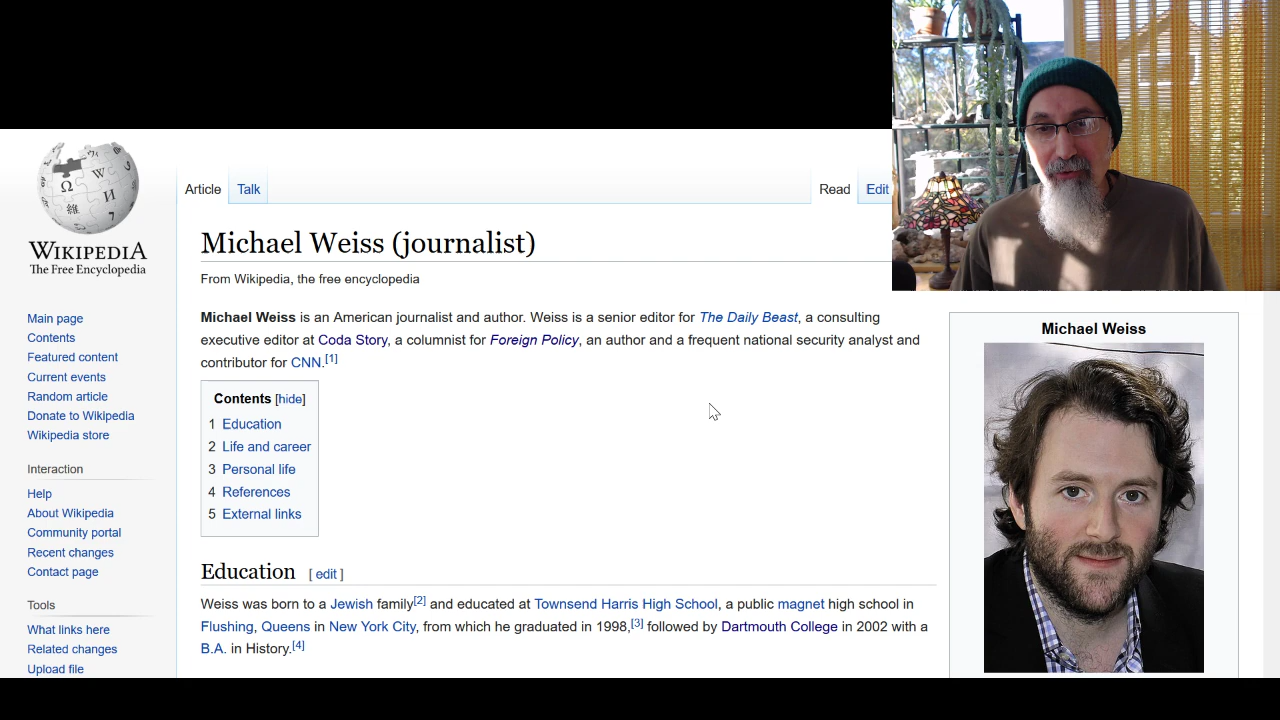 Article
Talk
Read
Edit
WIKIPEDIA
The Free Encyclopedia
Michael Weiss (journalist)
From Wikipedia, the free encyclopedia
Main page
Contents
Featured content
Current events
Random article
Donate to Wikipedia
Wikipedia store
Interaction
Help
About Wikipedia
Community portal
Recent changes
Contact page
Tools
What links here
Related changes
Upload file
Michael Weiss is an American journalist and author. Weiss is a senior editor for The Daily Beast, a consulting
executive editor at Coda Story, a columnist for Foreign Policy, an author and a frequent national security analyst and
contributor for CNN.[1]
Contents [hide]
1 Education
2 Life and career
3 Personal life
4 References
5 External links
Education [ edit ]
Weiss was born to a Jewish family[2] and educated at Townsend Harris High School, a public magnet high school in
Flushing, Queens in New York City, from which he graduated in 1998,[3] followed by Dartmouth College in 2002 with a
B.A. in History.[4]
Michael Weiss